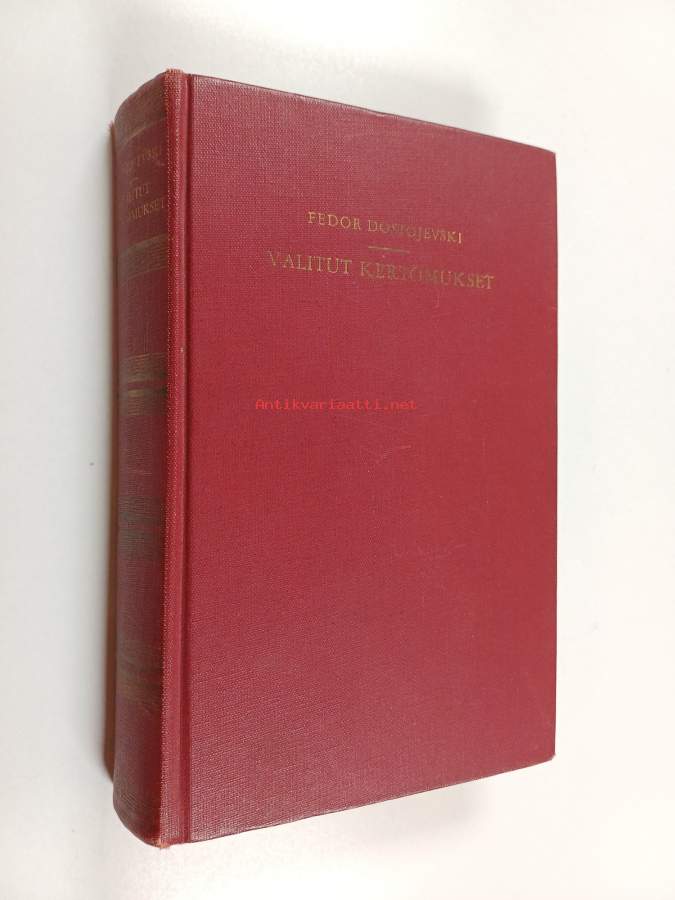 FEDOR DOSTOJEVSKI
VALITUT KERTOMUKSET
Antikvariaatti.net